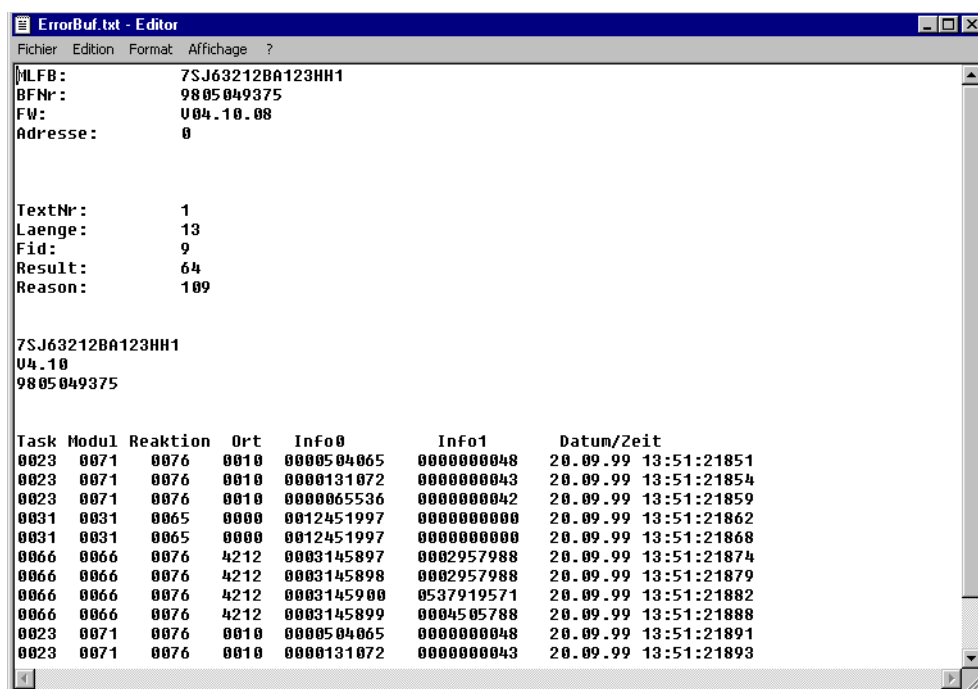 ErrorBuf.txt - Editor
Fichier Edition Format Affichage ?
MLFB: 7SJ63212BA123HH1
BFNr: 9805049375
FW: V04.10.08
Adresse: 0
TextNr: 1
Laenge: 13
Fid: 9
Result: 64
Reason: 109
7SJ63212BA123HH1
V4.10
9805049375
Task Modul Reaktion Ort Info0 Info1 Datum/Zeit
0023 0071 0076 0010 0000504065 0000000048 20.09.99 13:51:21851
0023 0071 0076 0010 0000131072 0000000043 20.09.99 13:51:21854
0023 0071 0076 0010 0000065536 0000000042 20.09.99 13:51:21859
0031 0031 0065 0000 0012451997 0000000000 20.09.99 13:51:21862
0031 0031 0065 0000 0012451997 0000000000 20.09.99 13:51:21868
0066 0066 0076 4212 0003145897 0002957988 20.09.99 13:51:21874
0066 0066 0076 4212 0003145898 0002957988 20.09.99 13:51:21879
0066 0066 0076 4212 0003145900 0537919571 20.09.99 13:51:21882
0066 0066 0076 4212 0003145899 0004505788 20.09.99 13:51:21888
0023 0071 0076 0010 0000504065 0000000048 20.09.99 13:51:21891
0023 0071 0076 0010 0000131072 0000000043 20.09.99 13:51:21893